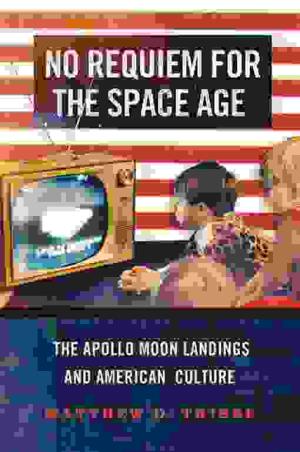 NO REQUIEM FOR
THE SPACE AGE
THE APOLLO MOON LANDINGS
AND AMERICAN CULTURE
MATTHEW D. TRIBBE